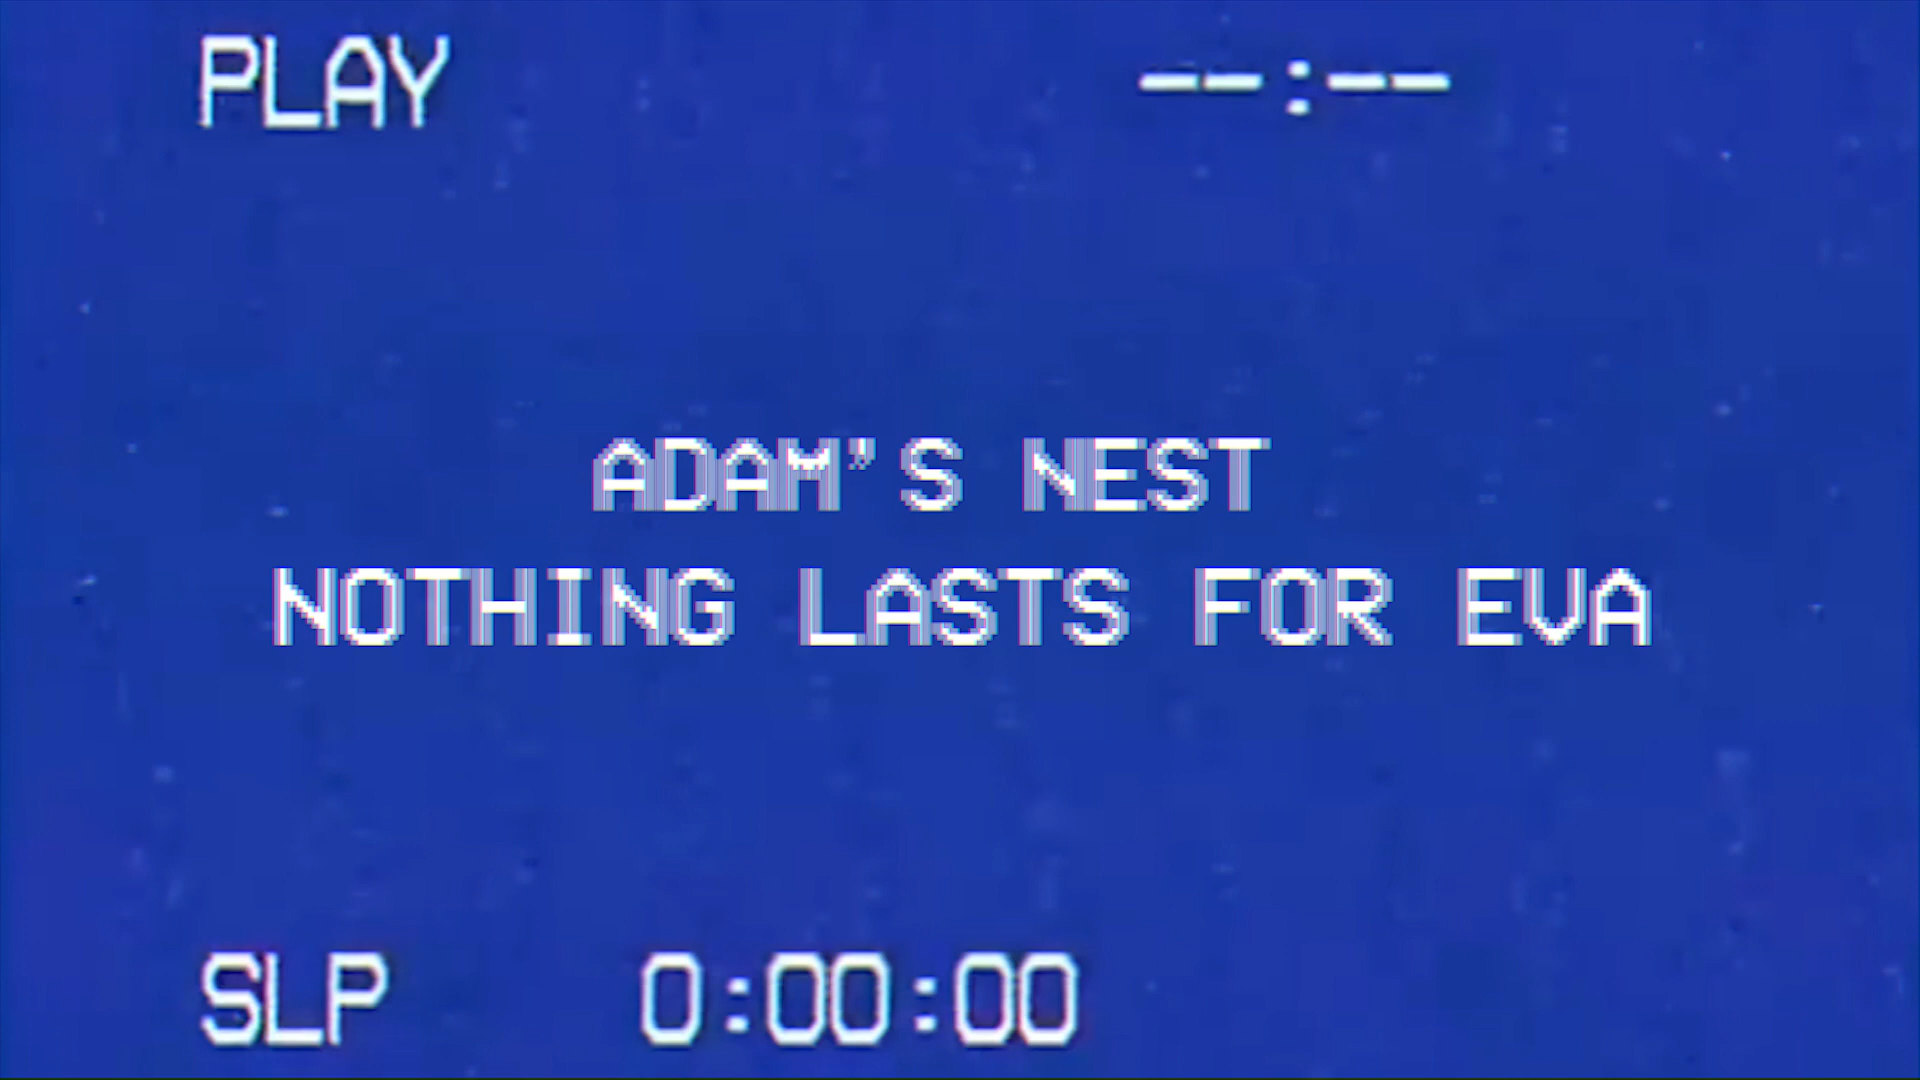 PLAY --:--
ADAM'S NEST
NOTHING LASTS FOR EVA
SLP 0:00:00